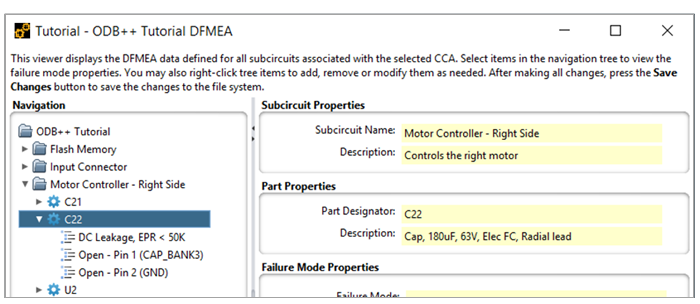 Tutorial - ODB++ Tutorial DFMEA
This viewer displays the DFMEA data defined for all subcircuits associated with the selected CCA. Select items in the navigation tree to view the
failure mode properties. You may also right-click tree items to add, remove or modify them as needed. After making all changes, press the Save
Changes button to save the changes to the file system.
Navigation
ODB++ Tutorial
Flash Memory
Input Connector
Motor Controller - Right Side
C21
C22
DC Leakage, EPR < 50K
Open - Pin 1 (CAP_BANK3)
Open - Pin 2 (GND)
U2
Subcircuit Properties
Subcircuit Name: Motor Controller - Right Side
Description: Controls the right motor
Part Properties
Part Designator: C22
Description: Cap, 180uF, 63V, Elec FC, Radial lead
Failure Mode Properties
Failure Mode: